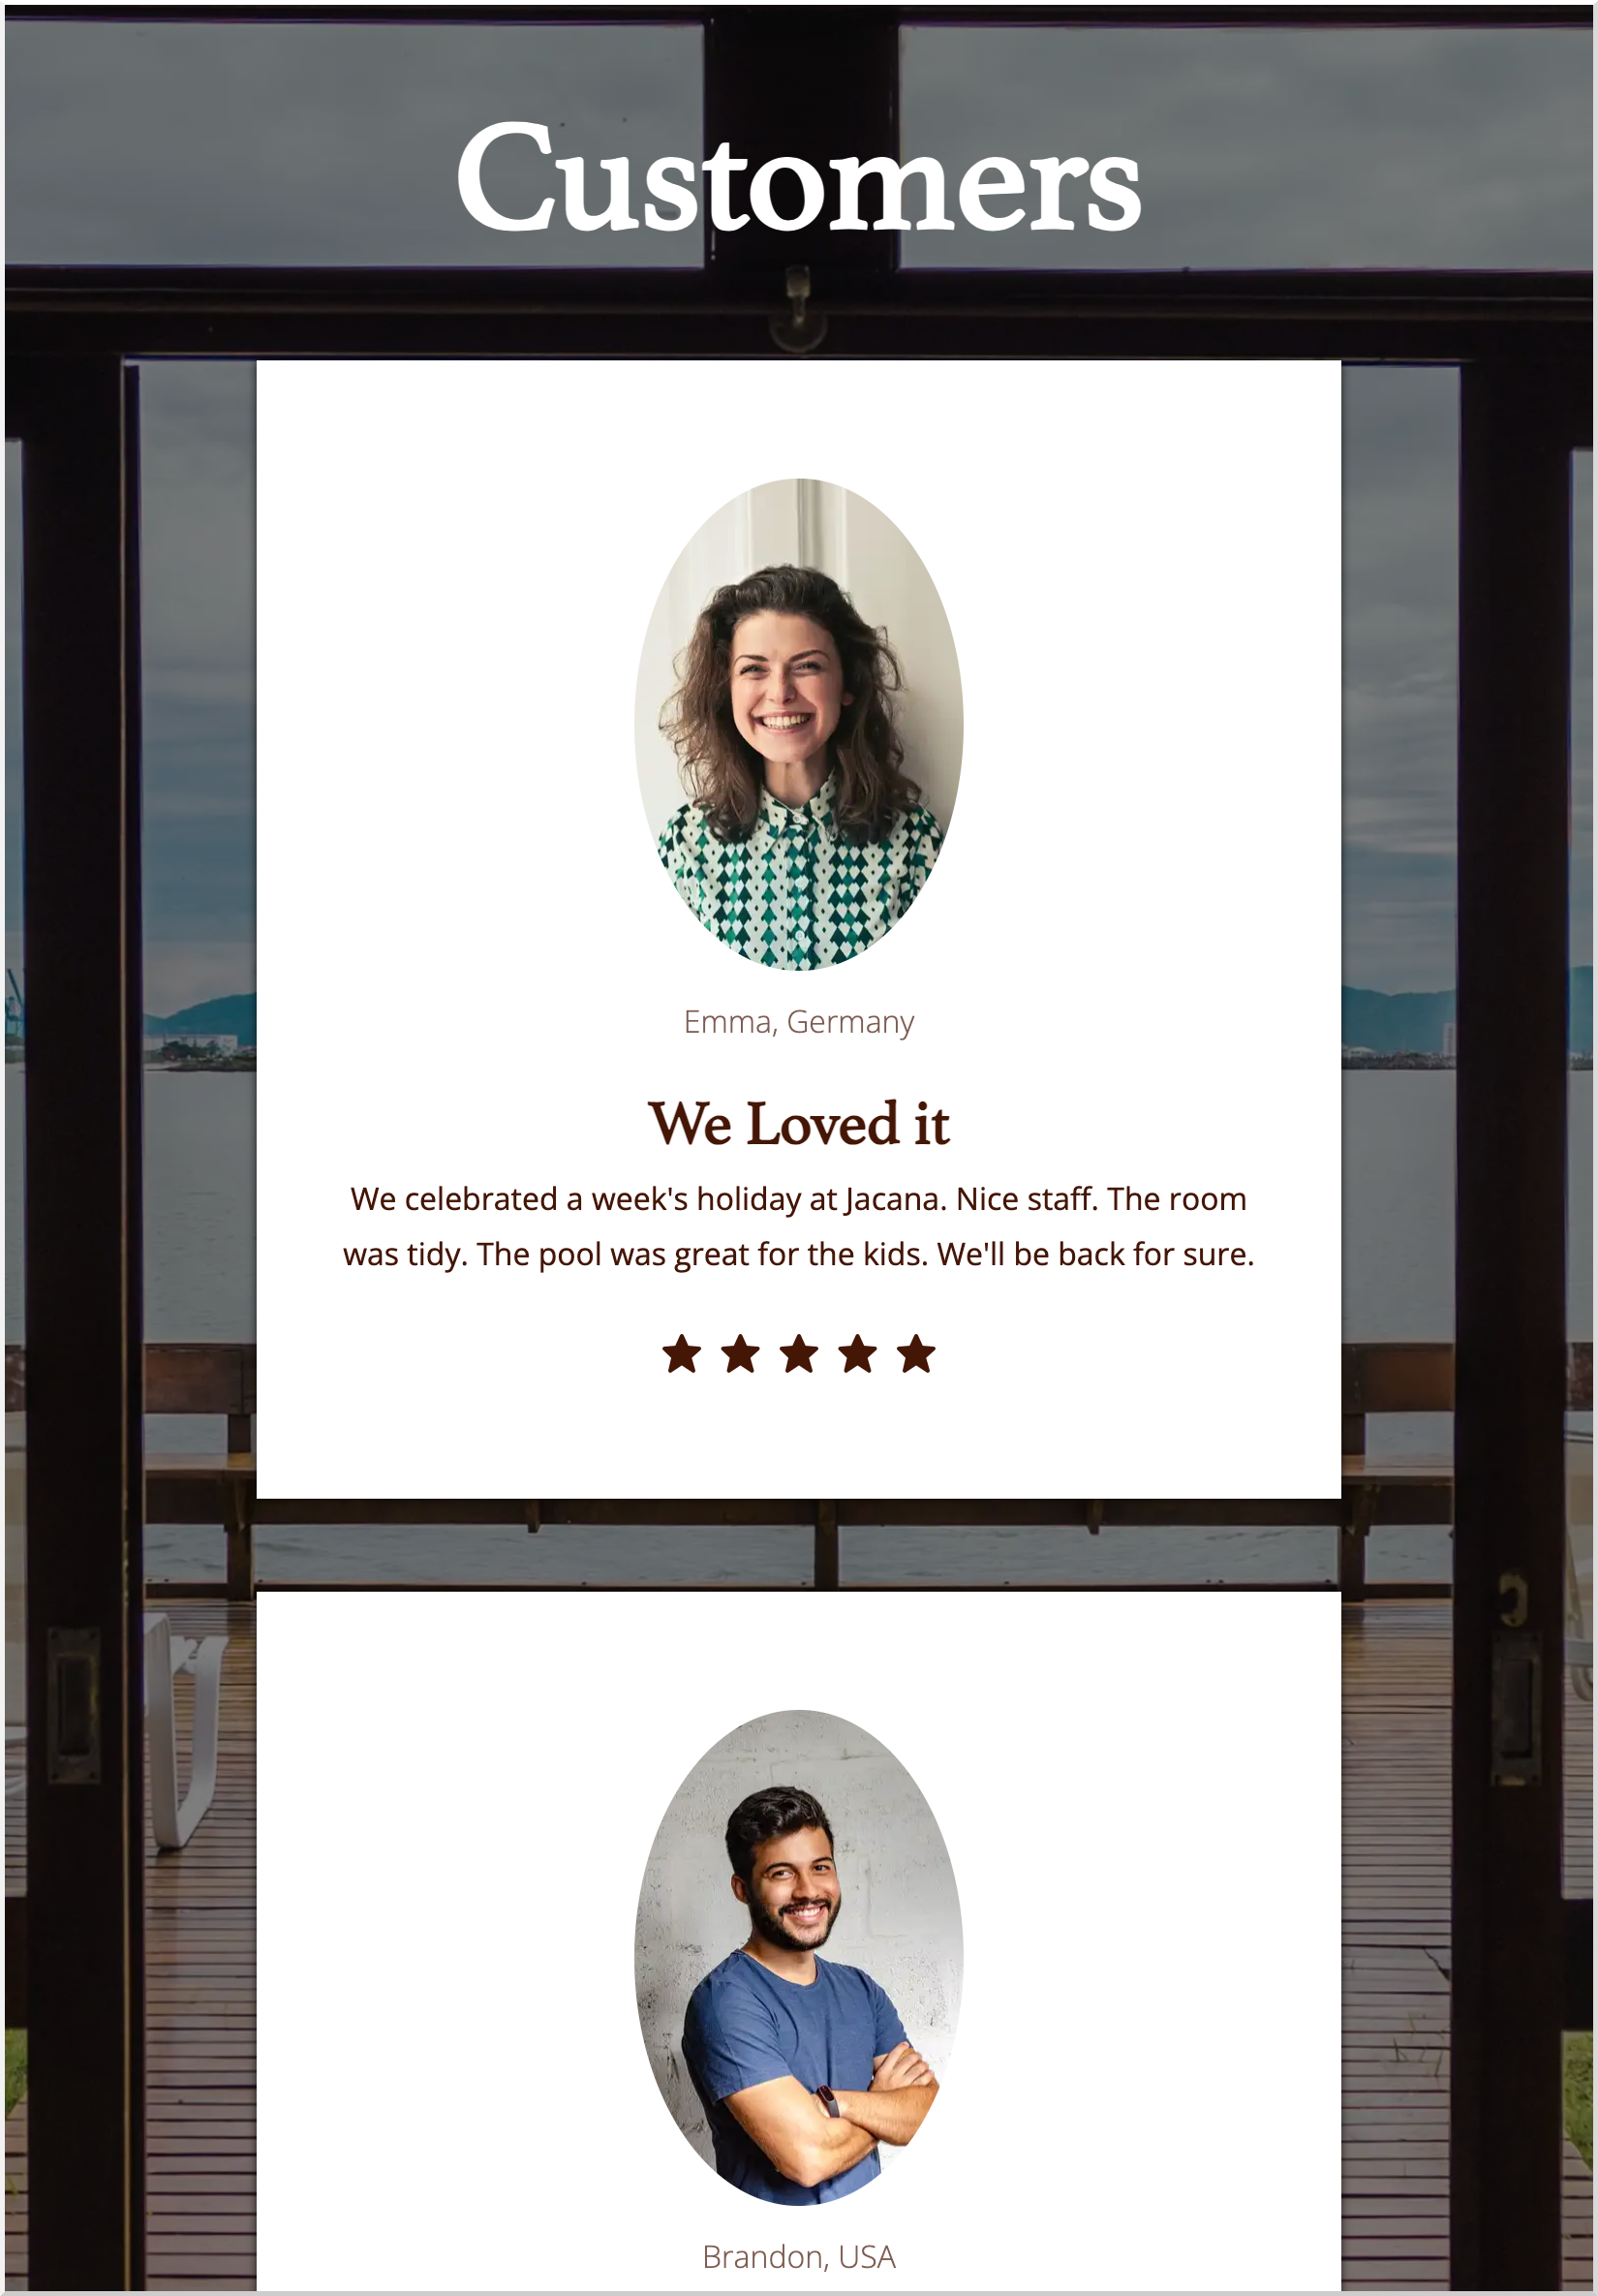 Customers
Emma, Germany
We Loved it
We celebrated a week's holiday at Jacana. Nice staff. The room
was tidy. The pool was great for the kids. We'll be back for sure.
Brandon, USA